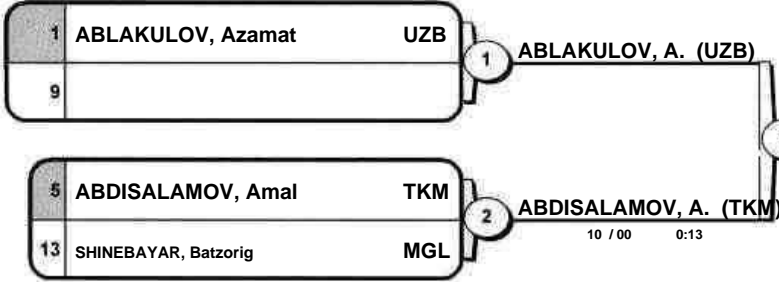 1 ABLAKULOV, Azamat UZB
9
1 ABLAKULOV, A. (UZB)
5 ABDISALAMOV, Amal TKM
13 SHINEBAYAR, Batzorig MGL
2 ABDISALAMOV, A. (TKM)
10 / 00 0:13